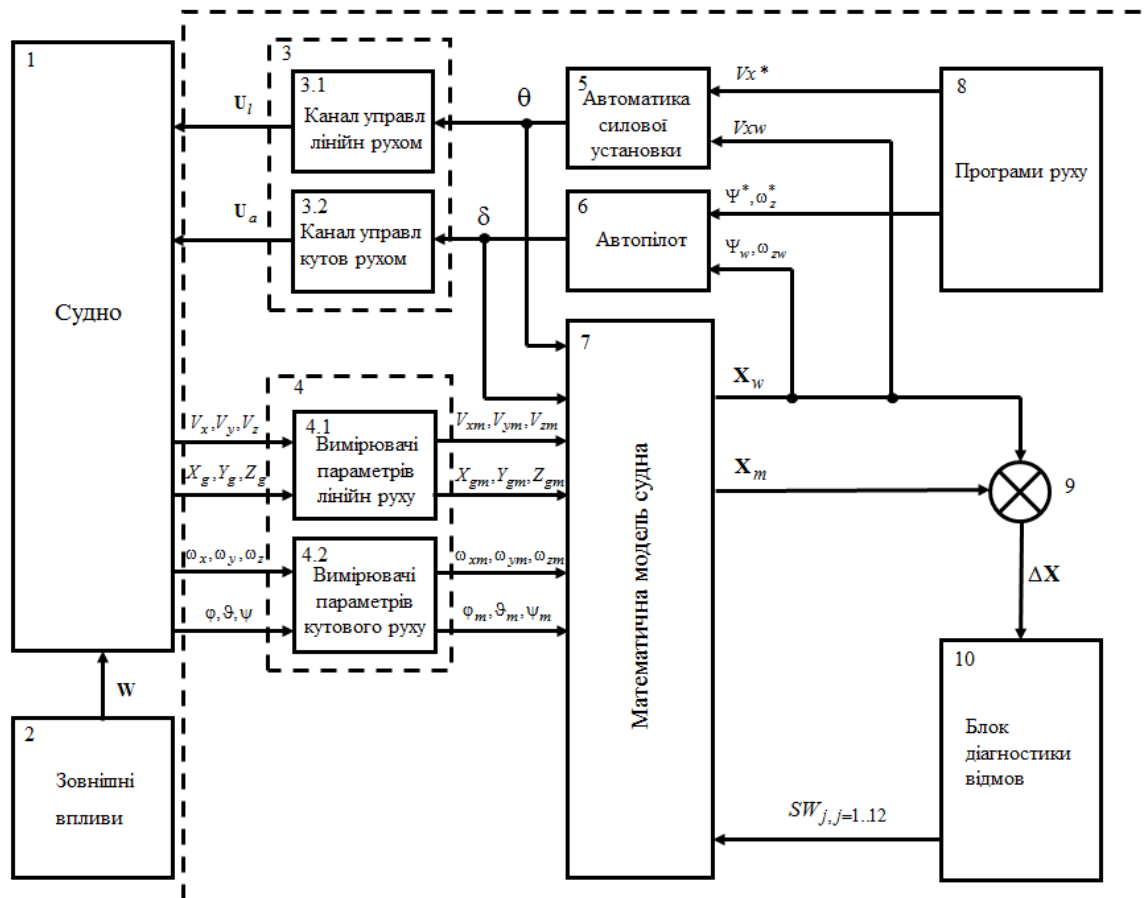 1
Судно
W
2
Зовнішні
впливи
3
3.1
Канал управл
лінійн рухом
3.2
Канал управл
кутов рухом
U_l
U_a
θ
δ
5
Автоматика
силової
установки
6
Автопілот
Vx*
Vxw
Ψ*, ω_z*
Ψ_w, ω_zw
8
Програми руху
4
4.1
Вимірювачі
параметрів
лінійн руху
4.2
Вимірювачі
параметрів
кутового руху
V_x, V_y, V_z
X_g, Y_g, Z_g
ω_x, ω_y, ω_z
φ, ϑ, ψ
V_xm, V_ym, V_zm
X_gm, Y_gm, Z_gm
ω_xm, ω_ym, ω_zm
φ_m, ϑ_m, ψ_m
7
Математична модель судна
X_w
X_m
9
ΔX
10
Блок
діагностики
відмов
SW_j, j=1..12